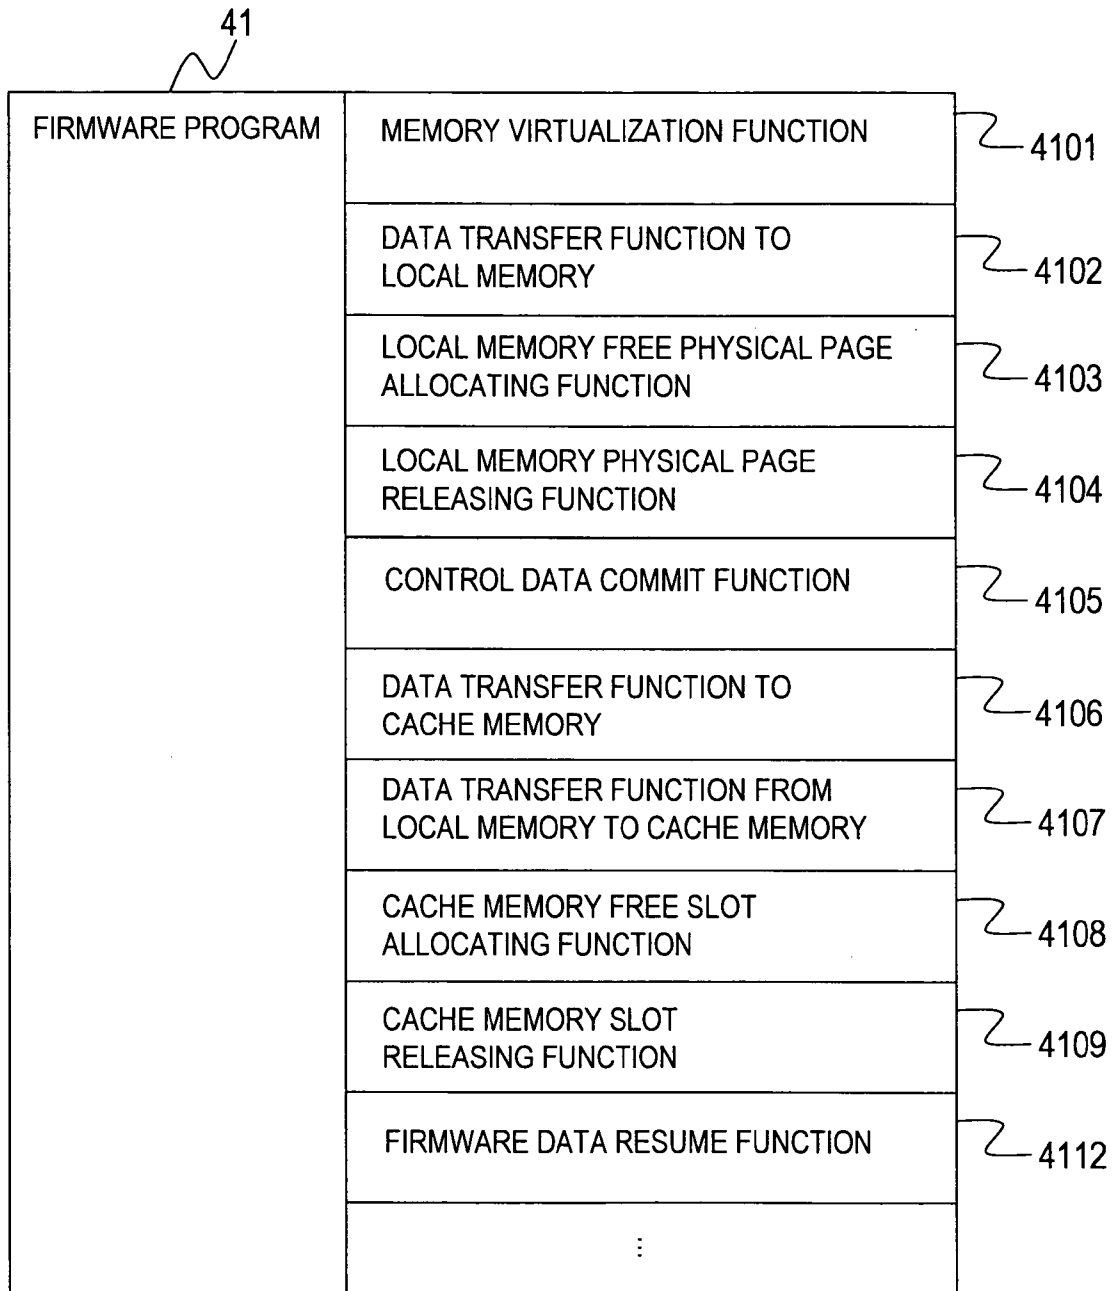 41
FIRMWARE PROGRAM
MEMORY VIRTUALIZATION FUNCTION
4101
DATA TRANSFER FUNCTION TO
LOCAL MEMORY
4102
LOCAL MEMORY FREE PHYSICAL PAGE
ALLOCATING FUNCTION
4103
LOCAL MEMORY PHYSICAL PAGE
RELEASING FUNCTION
4104
CONTROL DATA COMMIT FUNCTION
4105
DATA TRANSFER FUNCTION TO
CACHE MEMORY
4106
DATA TRANSFER FUNCTION FROM
LOCAL MEMORY TO CACHE MEMORY
4107
CACHE MEMORY FREE SLOT
ALLOCATING FUNCTION
4108
CACHE MEMORY SLOT
RELEASING FUNCTION
4109
FIRMWARE DATA RESUME FUNCTION
4112
⋮